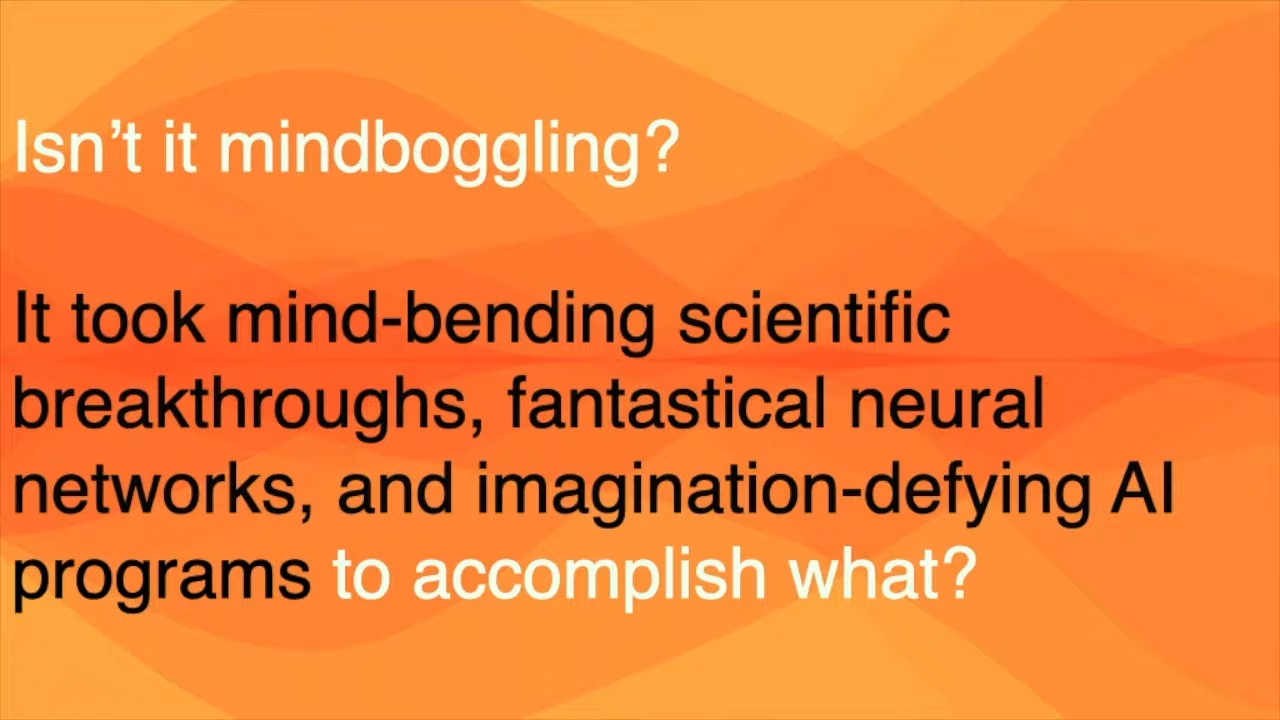 Isn’t it mindboggling?
It took mind-bending scientific
breakthroughs, fantastical neural
networks, and imagination-defying AI
programs to accomplish what?